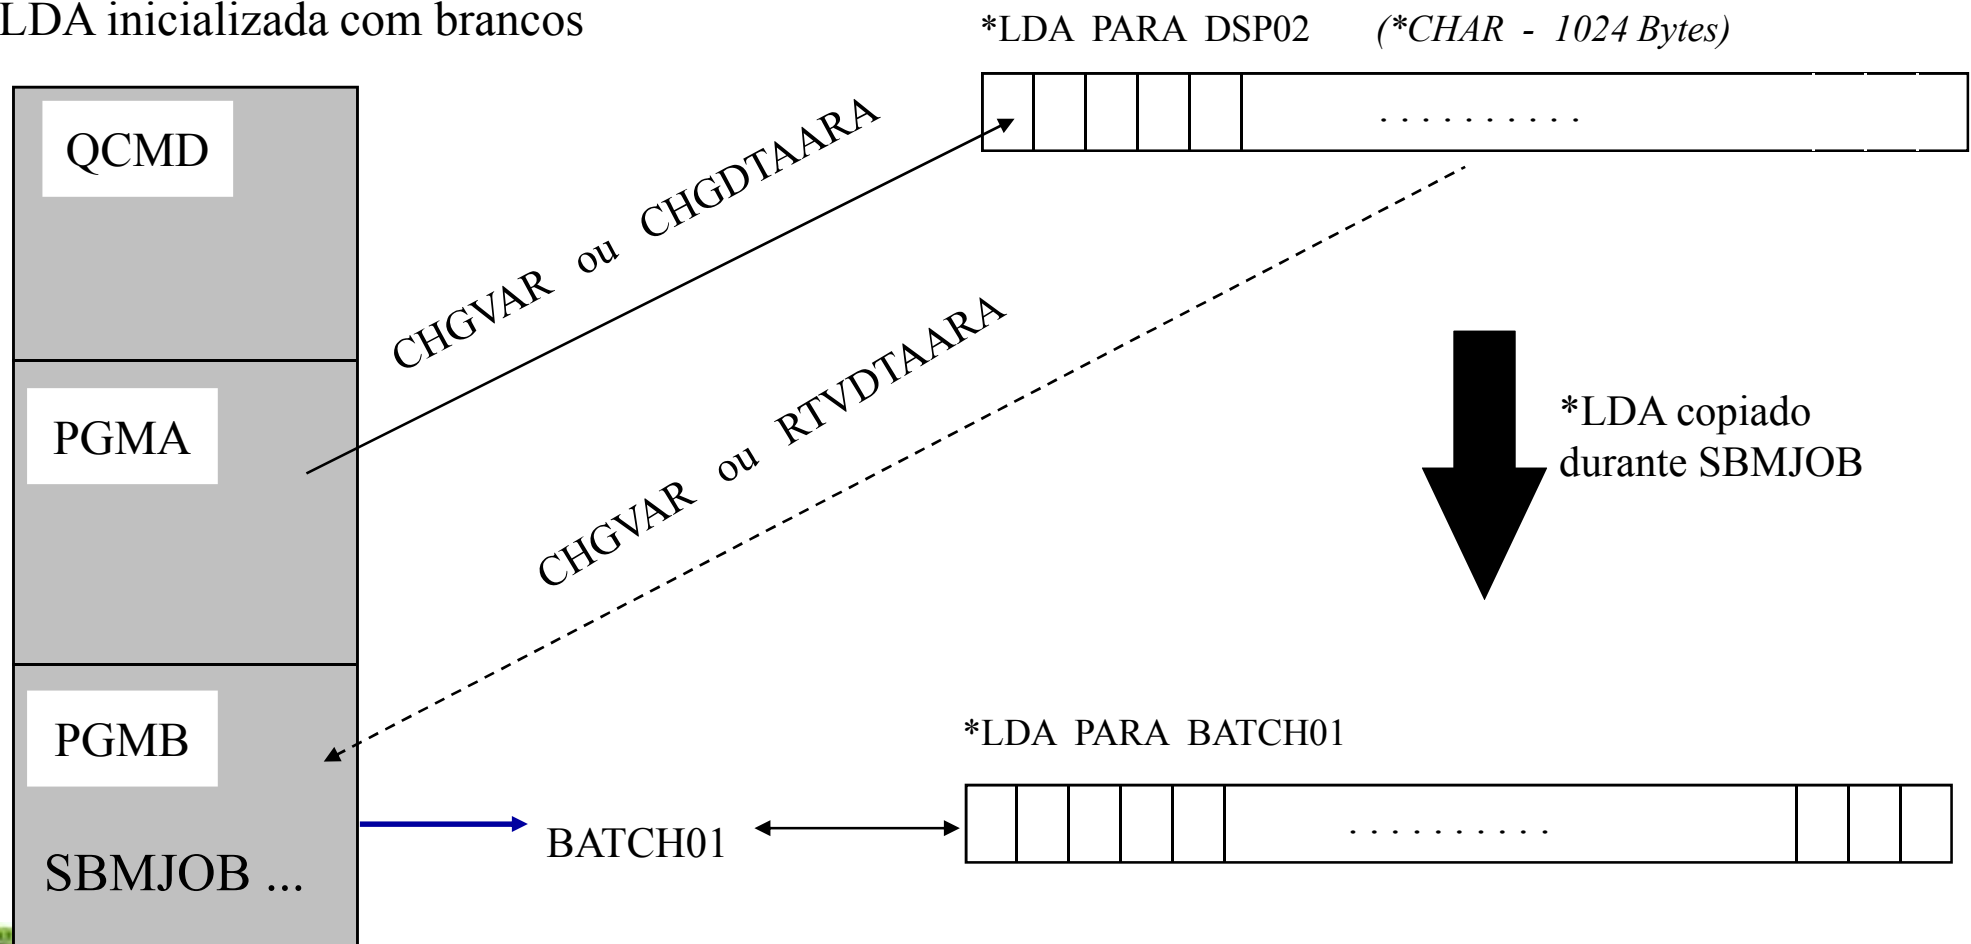 LDA inicializada com brancos
*LDA PARA DSP02 (*CHAR - 1024 Bytes)
QCMD
. . . . . . . . . .
CHGVAR ou CHGDTAARA
PGMA
CHGVAR ou RTVDTAARA
*LDA copiado
durante SBMJOB
PGMB
*LDA PARA BATCH01
BATCH01
. . . . . . . . . .
SBMJOB ...